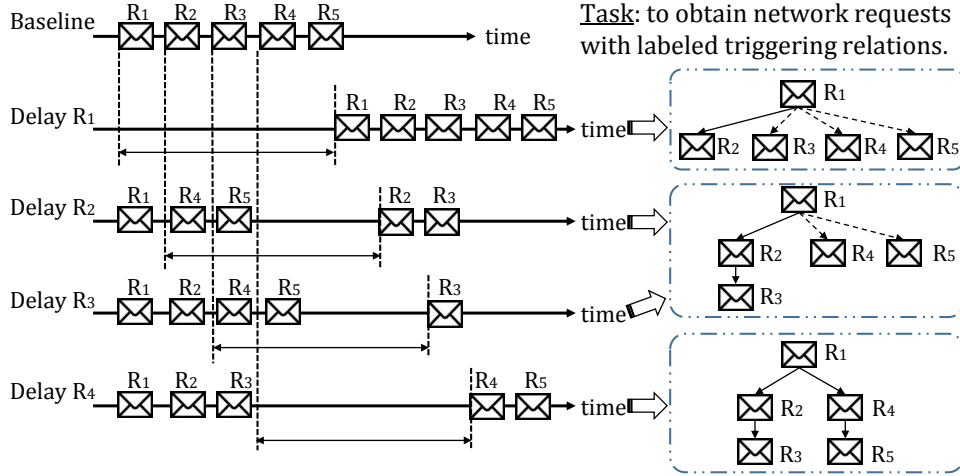 Task: to obtain network requests
with labeled triggering relations.
Baseline R1 R2 R3 R4 R5 time
Delay R1 R1 R2 R3 R4 R5 time
R1
R2 R3 R4 R5
Delay R2 R1 R4 R5 R2 R3 time
R1
R2 R4 R5
R3
Delay R3 R1 R2 R4 R5 R3 time
Delay R4 R1 R2 R3 R4 R5 time
R1
R2 R4
R3 R5